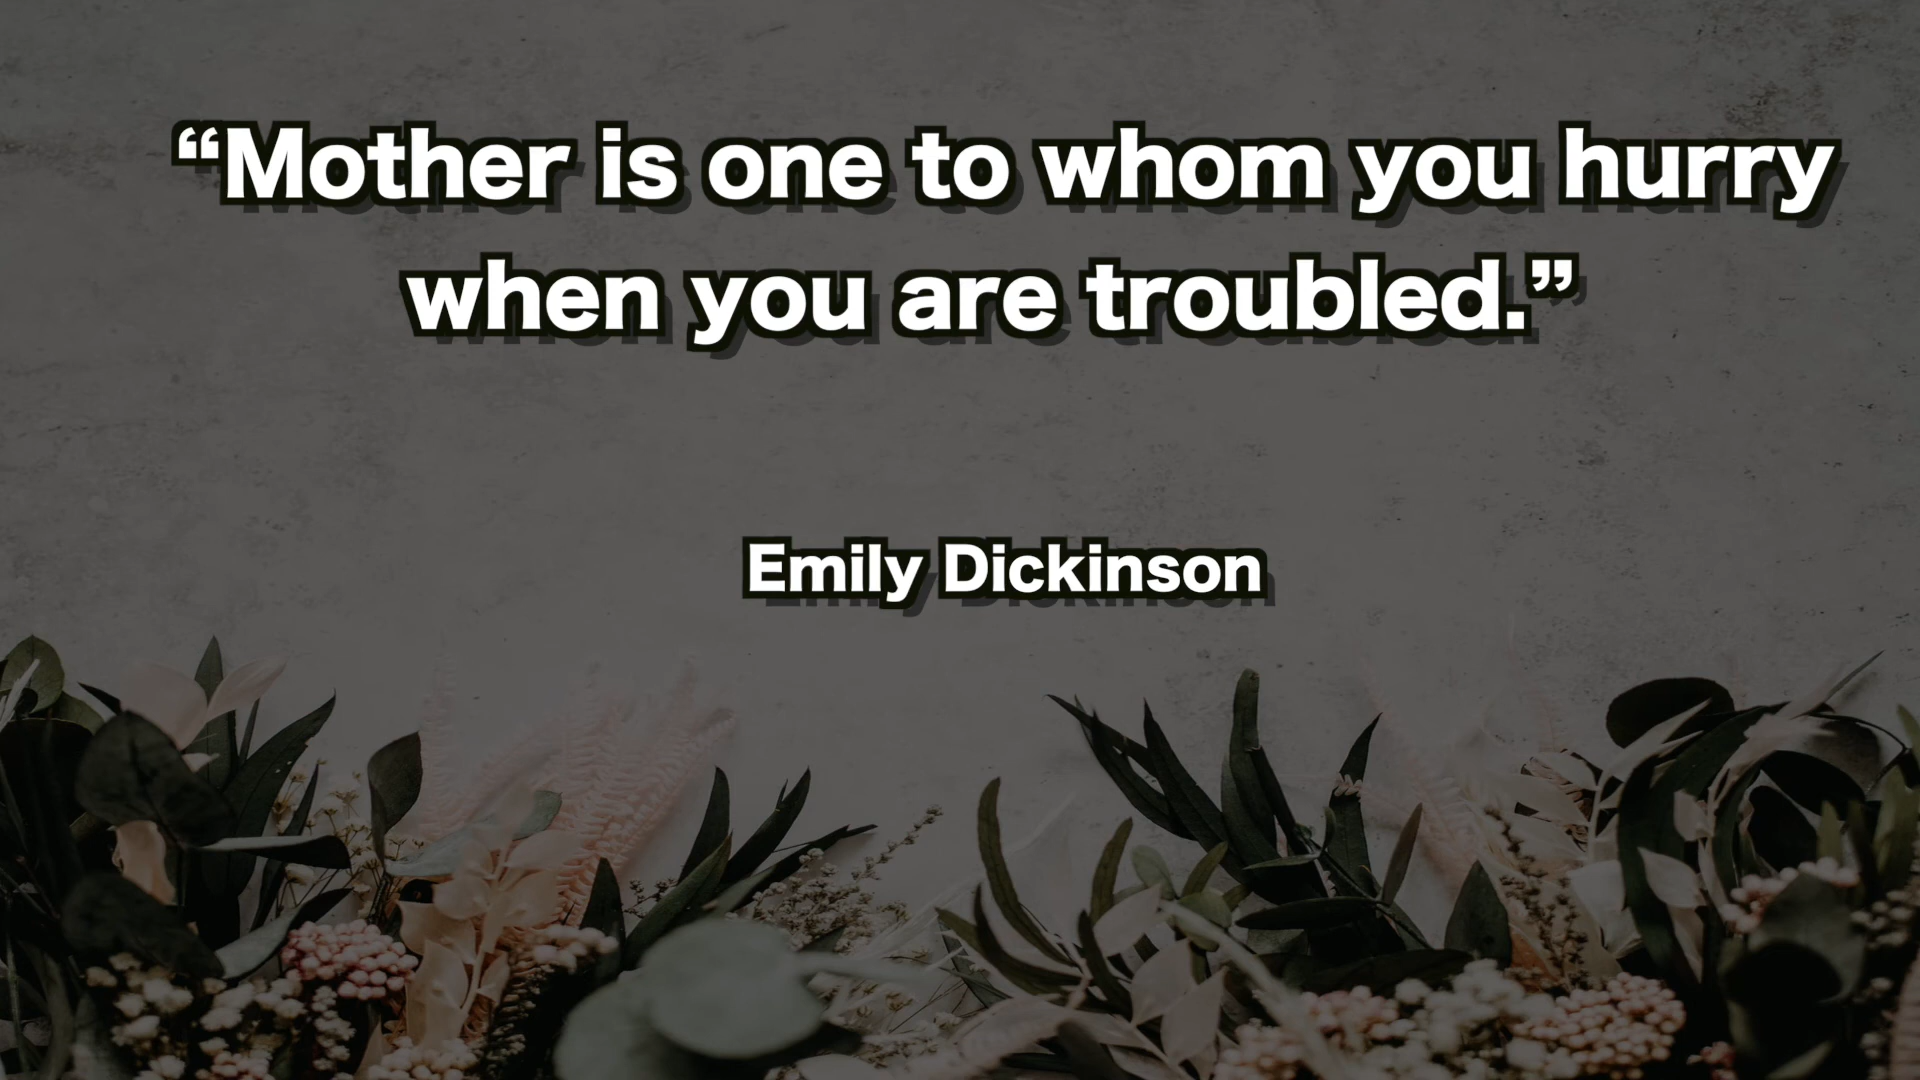 “Mother is one to whom you hurry
when you are troubled.”
Emily Dickinson